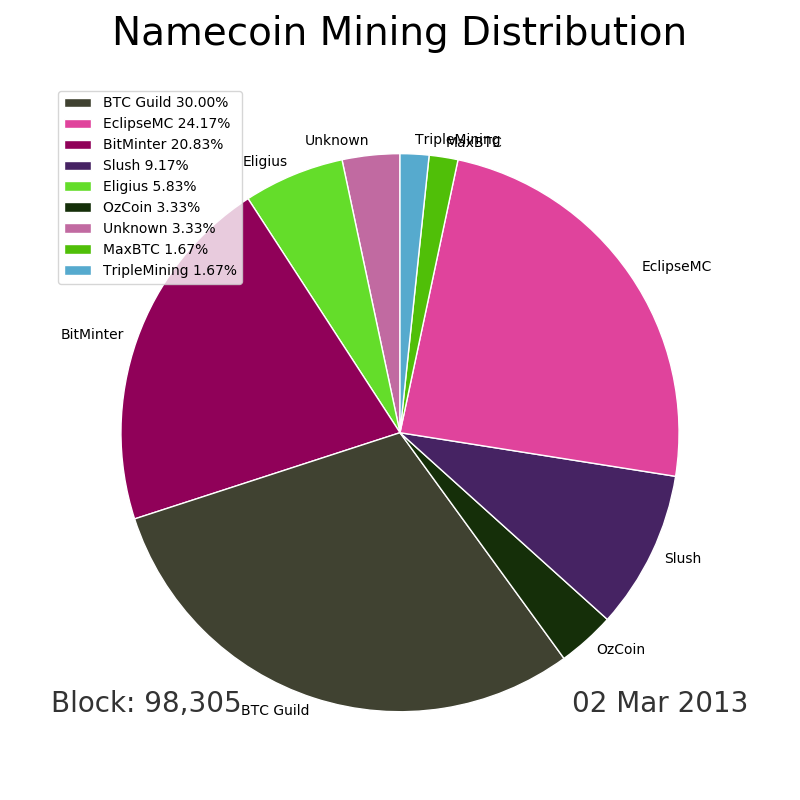 Namecoin Mining Distribution
BTC Guild 30.00%
EclipseMC 24.17%
BitMinter 20.83%
Slush 9.17%
Eligius 5.83%
OzCoin 3.33%
Unknown 3.33%
MaxBTC 1.67%
TripleMining 1.67%
TripleMining
MaxBTC
Unknown
Eligius
EclipseMC
BitMinter
Slush
OzCoin
BTC Guild
Block: 98,305
02 Mar 2013